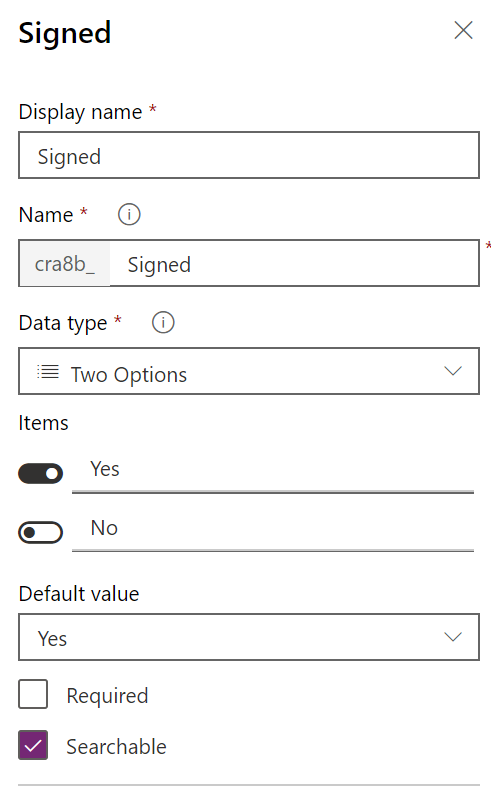 Signed
Display name *
Signed
Name *
cra8b_ Signed
*
Data type *
Two Options
Items
Yes
No
Default value
Yes
Required
Searchable